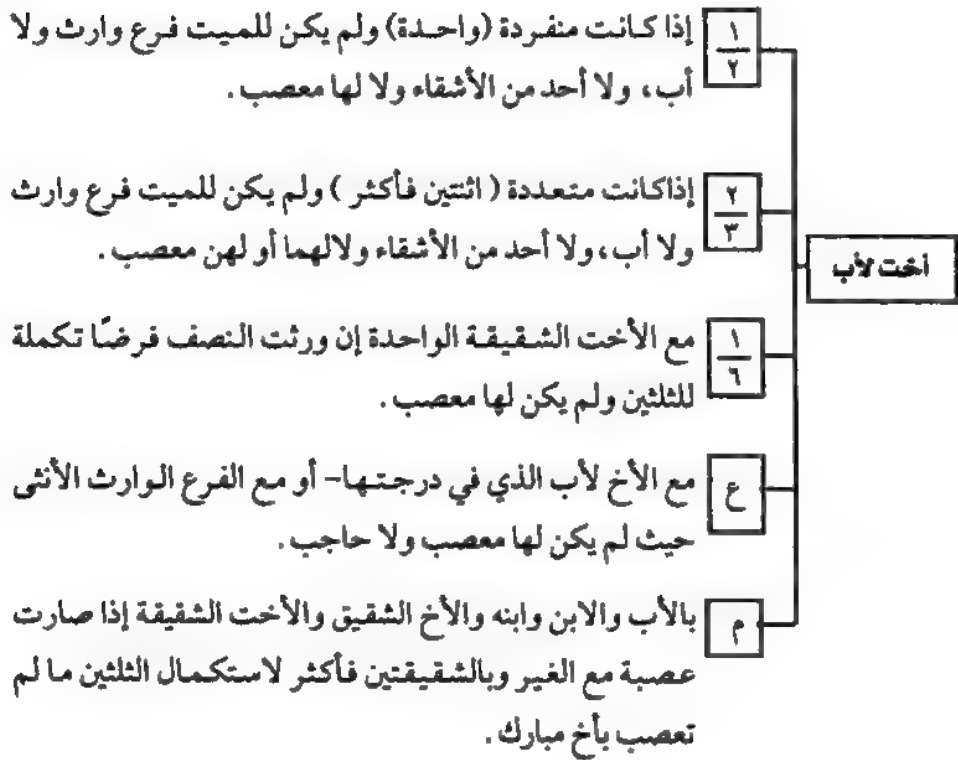 أخت لأب
١
٢
إذا كانت منفردة (واحدة) ولم يكن للميت فرع وارث ولا
أب، ولا أحد من الأشقاء ولا لها معصب.
٢
٣
إذاكانت متعددة ( اثنتين فأكثر ) ولم يكن للميت فرع وارث
ولا أب، ولا أحد من الأشقاء ولالهما أو لهن معصب.
١
٦
مع الأخت الشقيقة الواحدة إن ورثت النصف فرضًا تكملة
للثلثين ولم يكن لها معصب.
ع
مع الأخ لأب الذي في درجتها- أو مع الفرع الوارث الأنثى
حيث لم يكن لها معصب ولا حاجب.
م
بالأب والابن وابنه والأخ الشقيق والأخت الشقيقة إذا صارت
عصبة مع الغير وبالشقيقتين فأكثر لاستكمال الثلثين ما لم
تعصب بأخ مبارك.